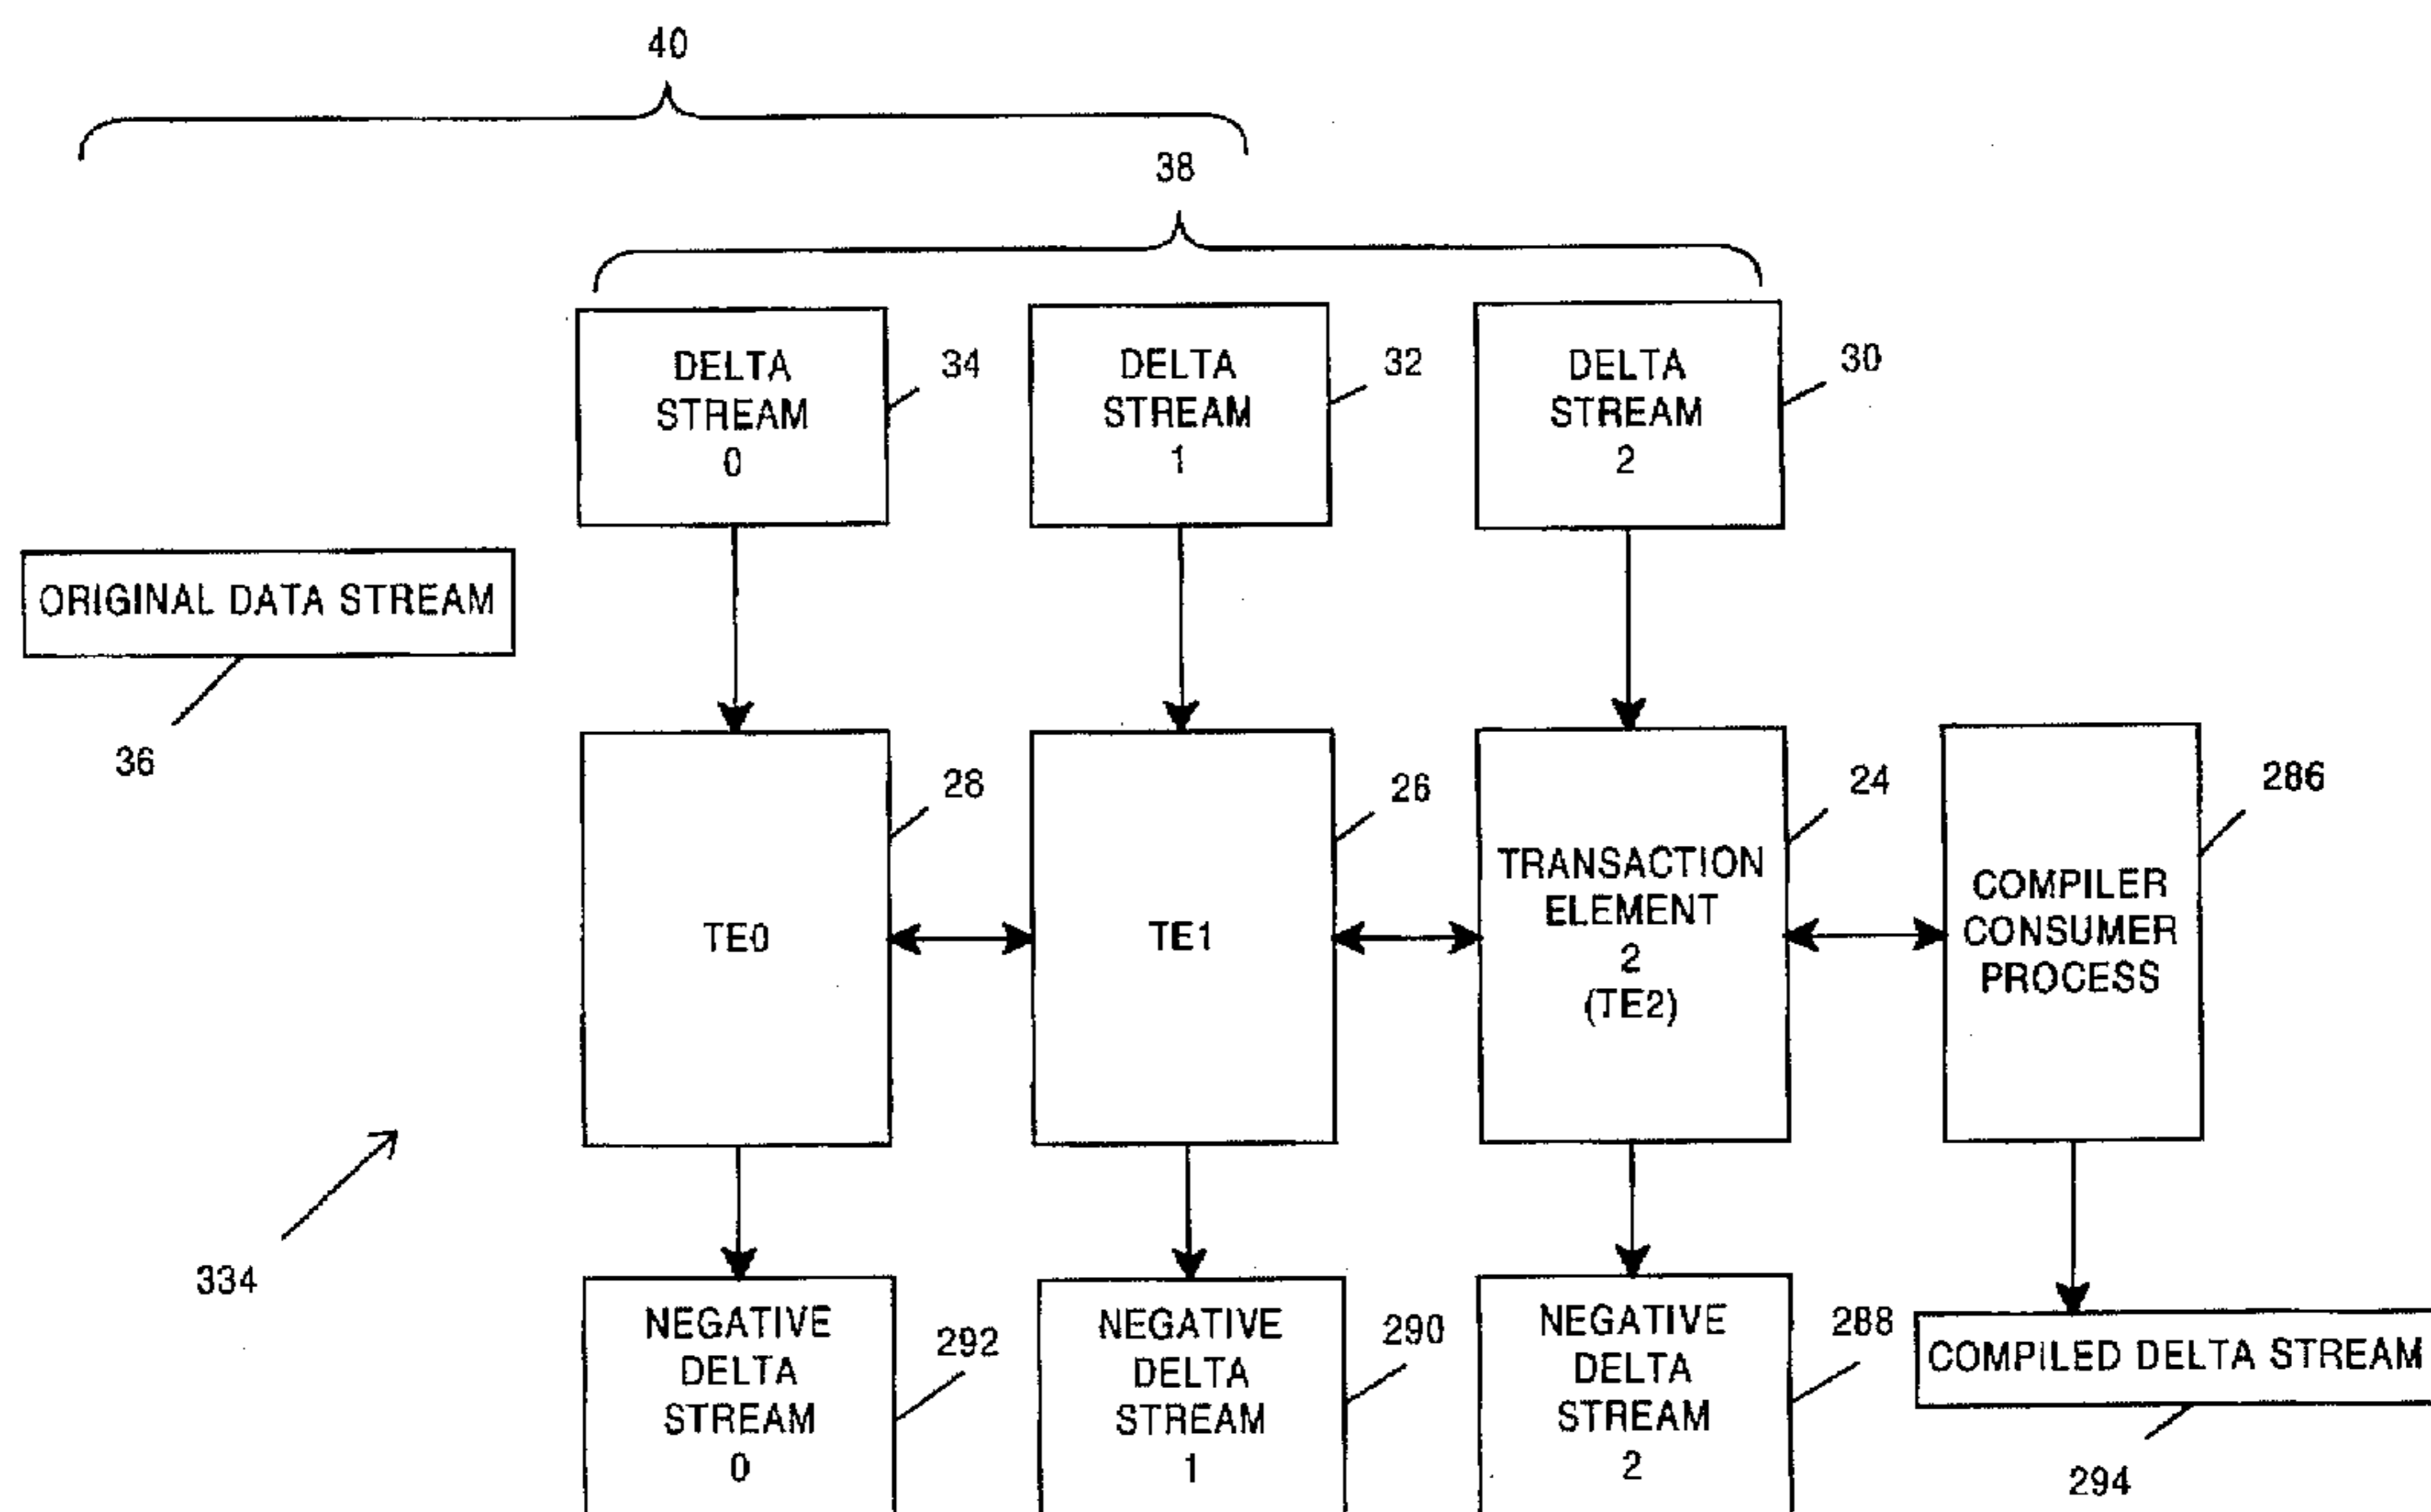 40
38
DELTA
STREAM
0
34
DELTA
STREAM
1
32
DELTA
STREAM
2
30
ORIGINAL DATA STREAM
36
TE0
28
TE1
26
TRANSACTION
ELEMENT
2
(TE2)
24
COMPILER
CONSUMER
PROCESS
286
334
NEGATIVE
DELTA
STREAM
0
292
NEGATIVE
DELTA
STREAM
1
290
NEGATIVE
DELTA
STREAM
2
288
COMPILED DELTA STREAM
294